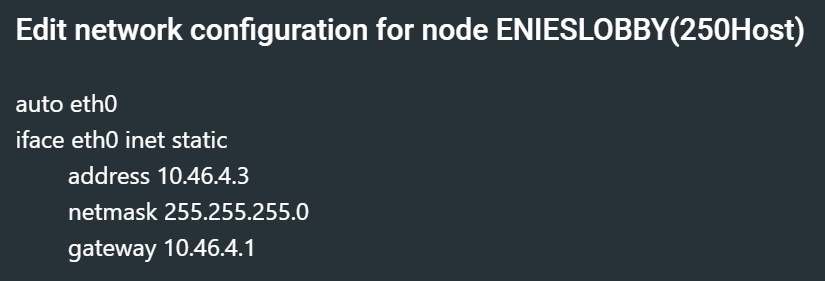 Edit network configuration for node ENIESLOBBY(250Host)
auto eth0
iface eth0 inet static
address 10.46.4.3
netmask 255.255.255.0
gateway 10.46.4.1